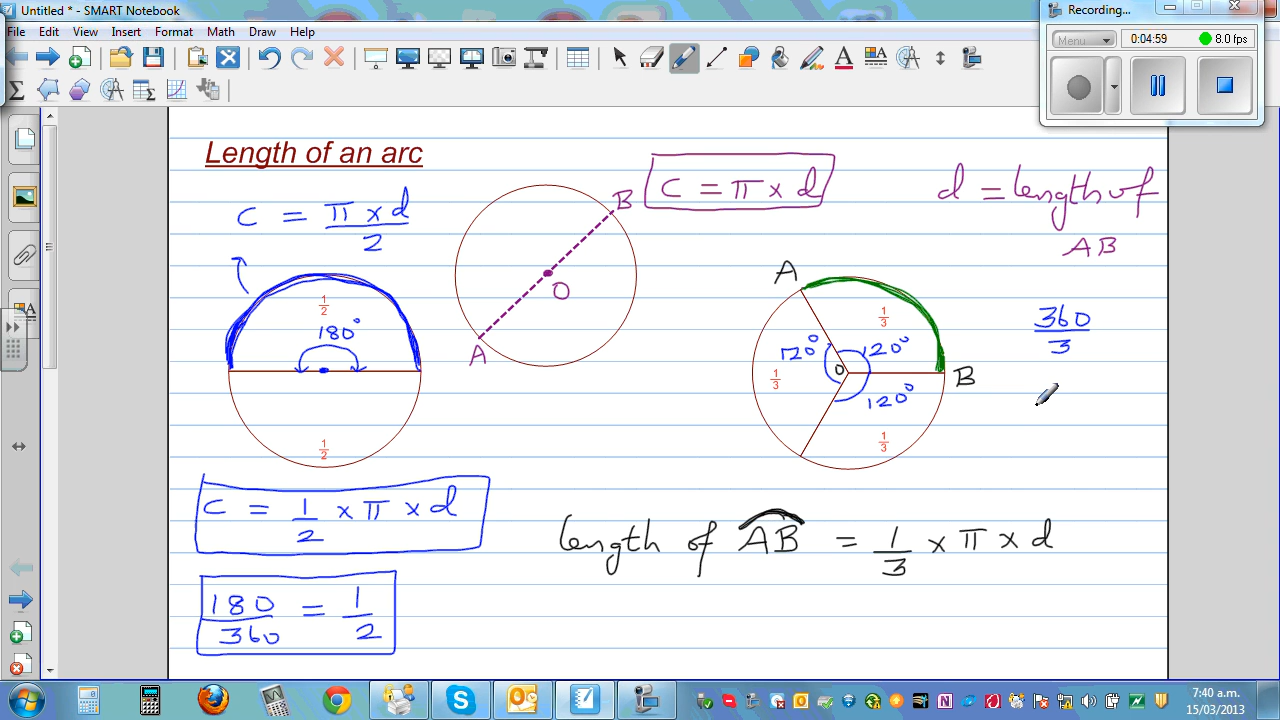 Untitled * - SMART Notebook
File Edit View Insert Format Math Draw Help
Recording...
Menu
0:04:59
8.0 fps
Length of an arc
C = π x d
d = length of
AB
C = π x d / 2
B
O
A
1/2
180°
1/2
A
1/3
120° 120°
1/3
O
B
120°
1/3
360/3
C = 1/2 x π x d
length of AB = 1/3 x π x d
180/360 = 1/2
7:40 a.m.
15/03/2013